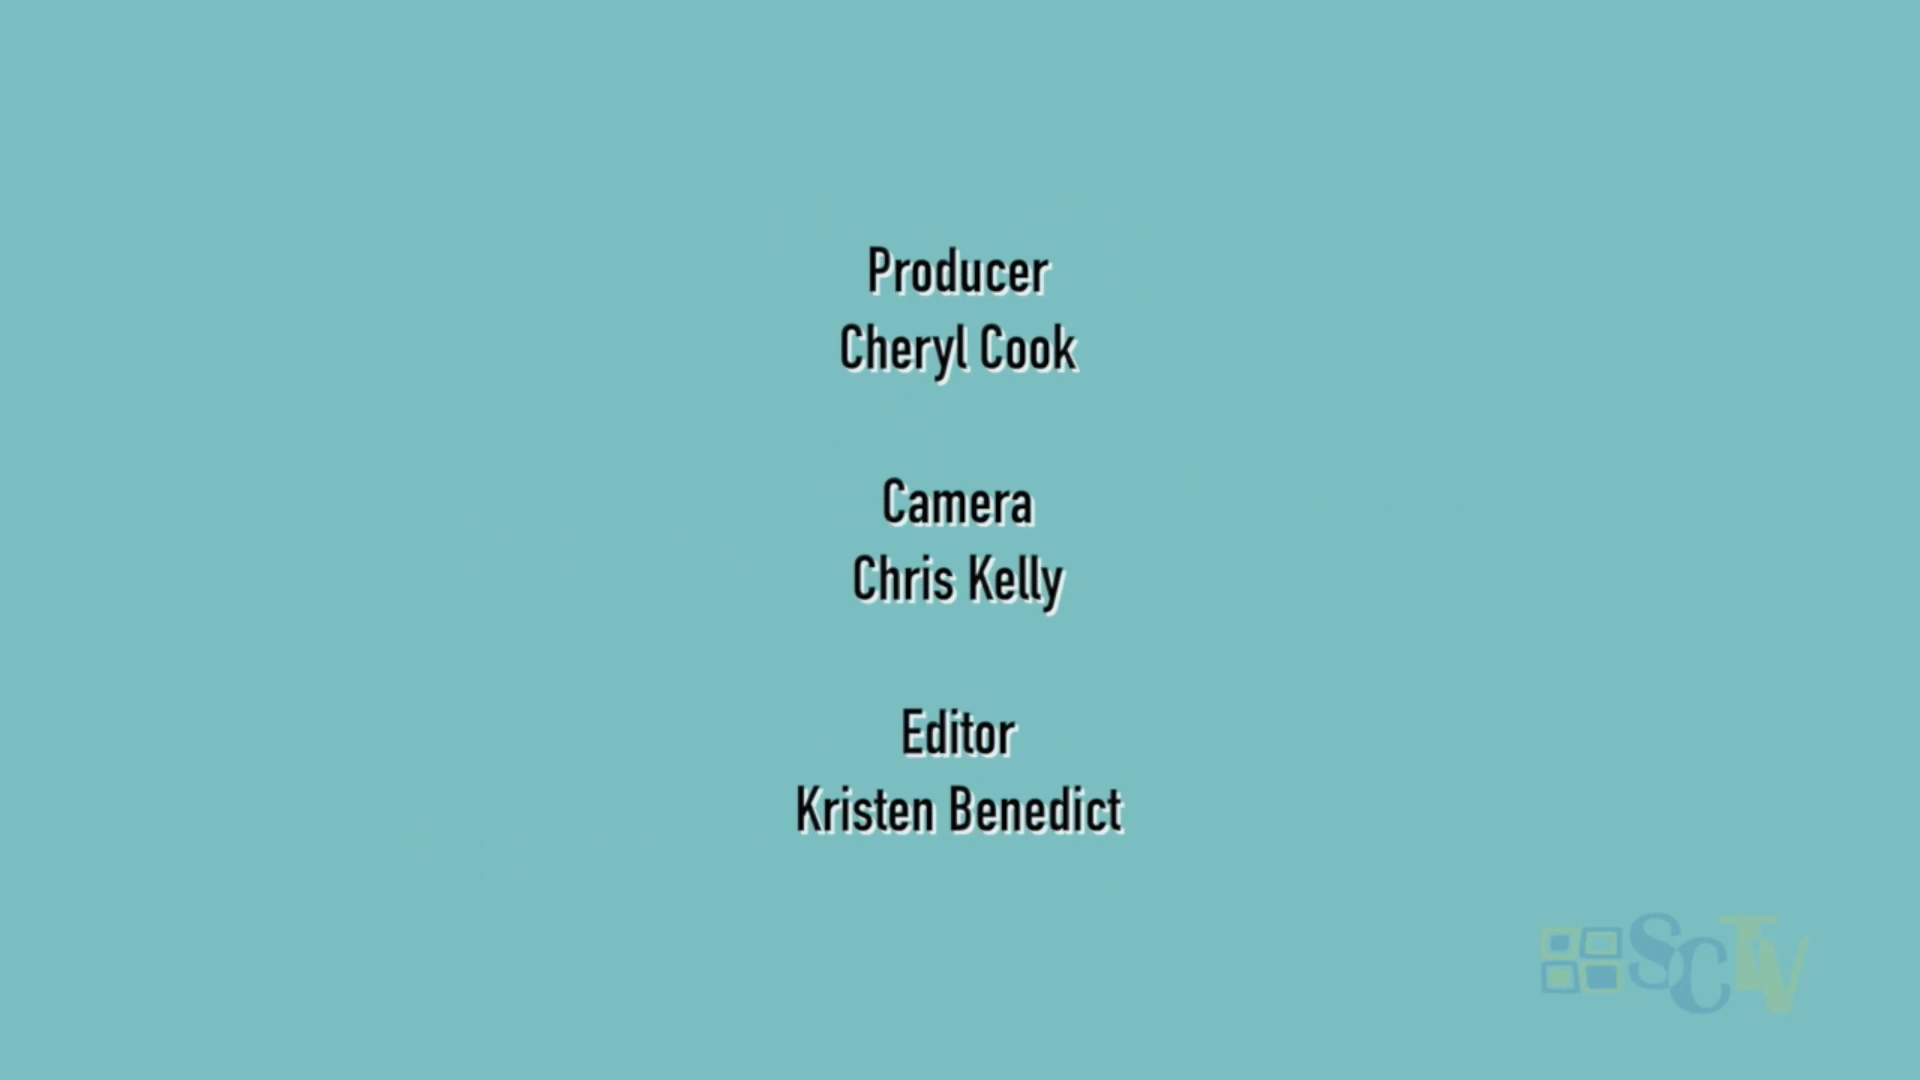 Producer
Cheryl Cook
Camera
Chris Kelly
Editor
Kristen Benedict
SCTV